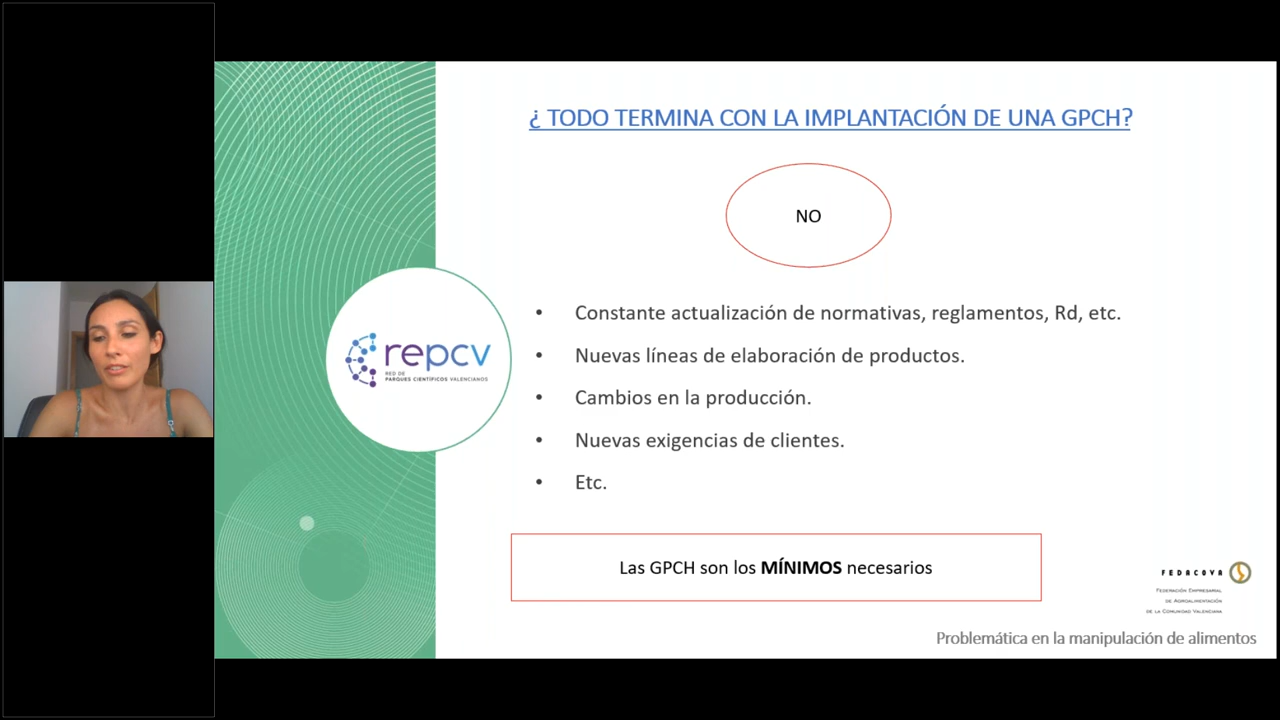 ¿ TODO TERMINA CON LA IMPLANTACIÓN DE UNA GPCH?
NO
• Constante actualización de normativas, reglamentos, Rd, etc.
• Nuevas líneas de elaboración de productos.
• Cambios en la producción.
• Nuevas exigencias de clientes.
• Etc.
repcv
RED DE
PARQUES CIENTÍFICOS VALENCIANOS
Las GPCH son los MÍNIMOS necesarios
FEDACOVA
FEDERACIÓN EMPRESARIAL
DE AGROALIMENTACIÓN
DE LA COMUNIDAD VALENCIANA
Problemática en la manipulación de alimentos